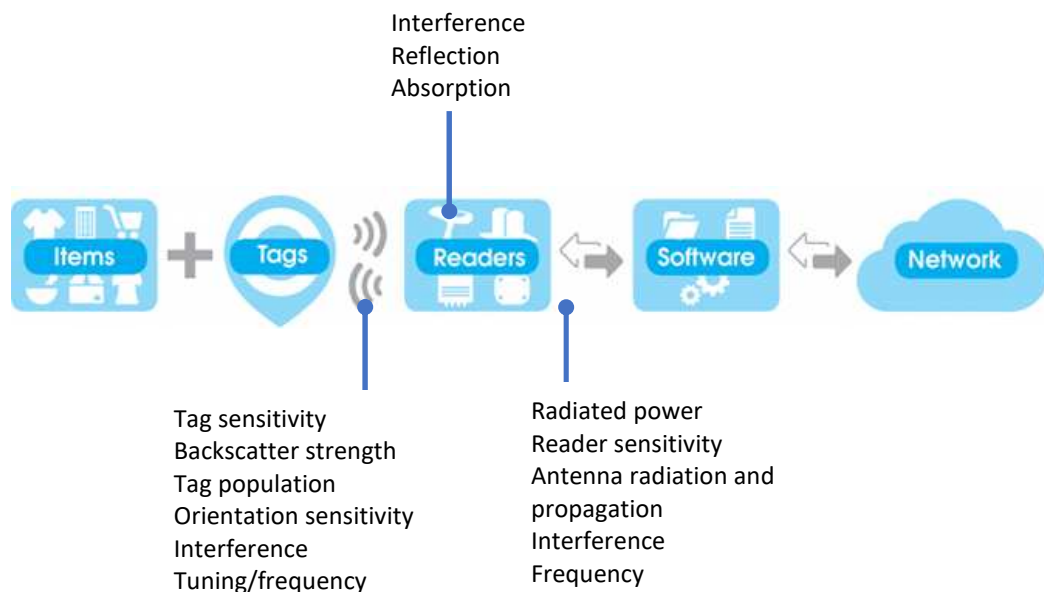 Interference
Reflection
Absorption
Items
Tags
Readers
Software
Network
Tag sensitivity
Backscatter strength
Tag population
Orientation sensitivity
Interference
Tuning/frequency
Radiated power
Reader sensitivity
Antenna radiation and
propagation
Interference
Frequency